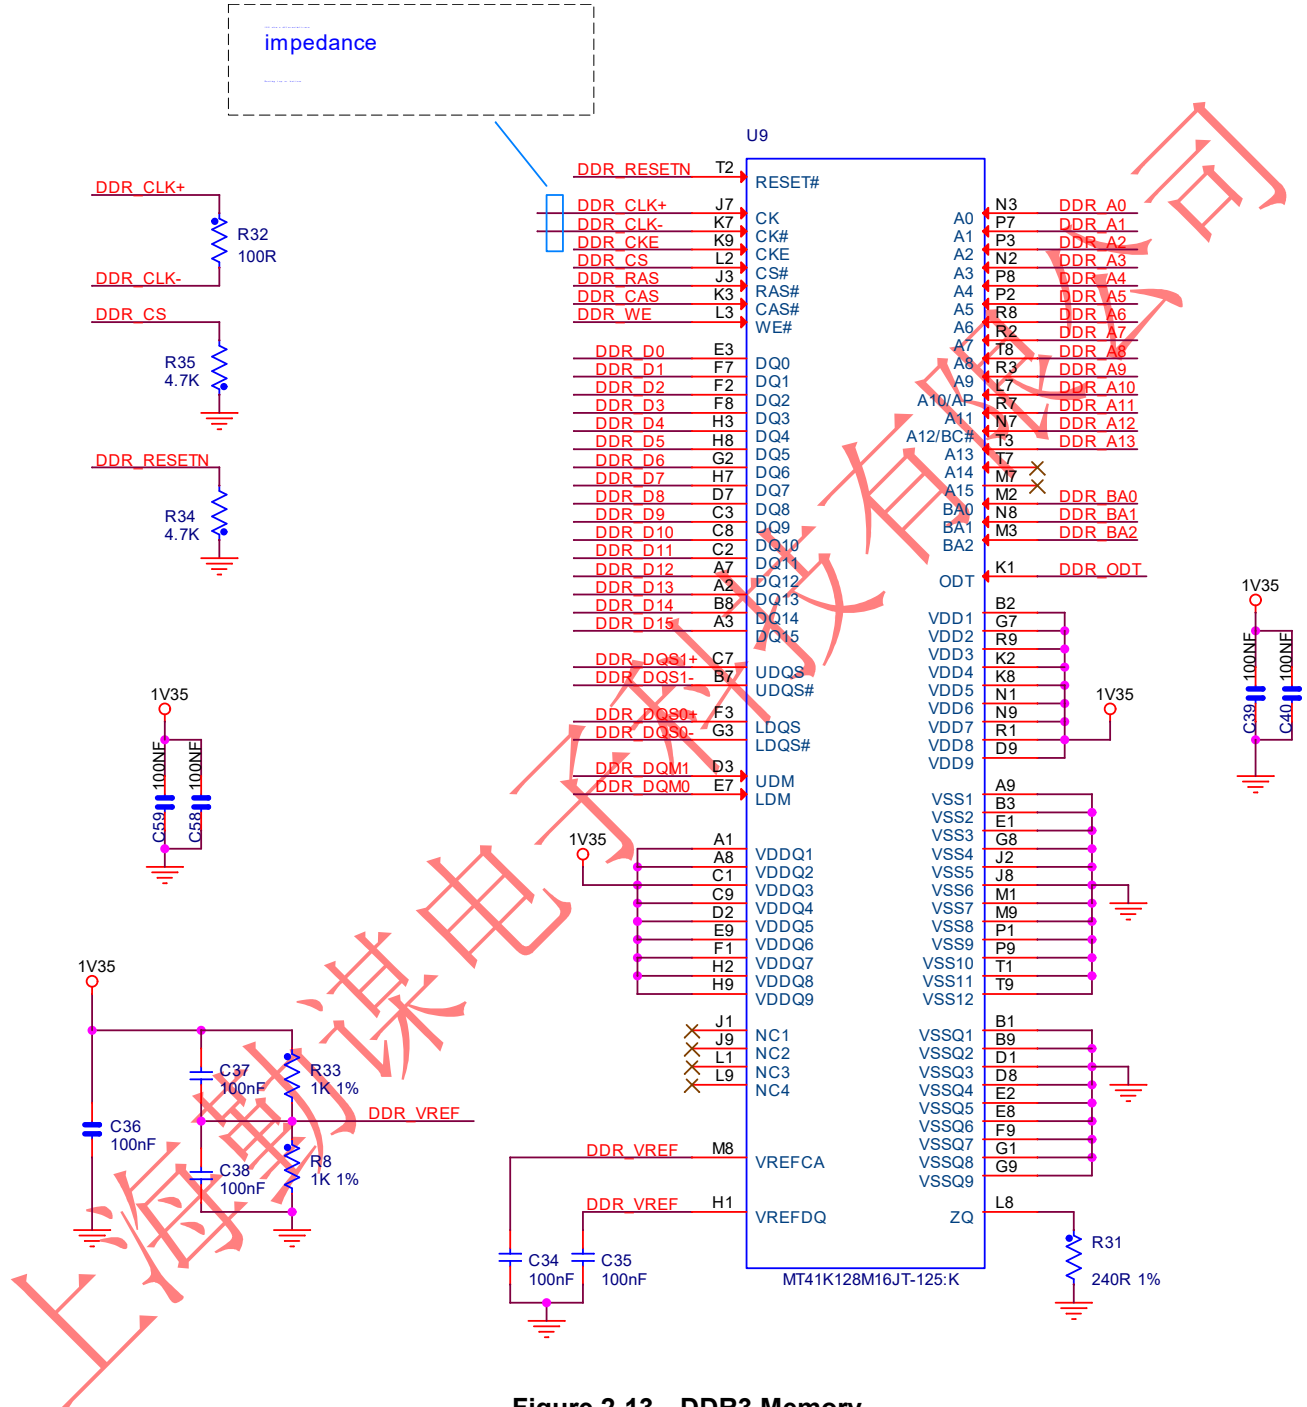 impedance
U9
DDR_CLK+
R32
100R
DDR_CLK-
DDR_CS
R35
4.7K
DDR_RESETN
R34
4.7K
1V35
C59 100NF
C58 100NF
1V35
C36
100nF
C37
100nF
C38
100nF
R33
1K 1%
R8
1K 1%
DDR_VREF
DDR_RESETN T2 RESET#
DDR_CLK+ J7 CK
DDR_CLK- K7 CK#
DDR_CKE K9 CKE
DDR_CS L2 CS#
DDR_RAS J3 RAS#
DDR_CAS K3 CAS#
DDR_WE L3 WE#
DDR_D0 E3 DQ0
DDR_D1 F7 DQ1
DDR_D2 F2 DQ2
DDR_D3 F8 DQ3
DDR_D4 H3 DQ4
DDR_D5 H8 DQ5
DDR_D6 G2 DQ6
DDR_D7 H7 DQ7
DDR_D8 D7 DQ8
DDR_D9 C3 DQ9
DDR_D10 C8 DQ10
DDR_D11 C2 DQ11
DDR_D12 A7 DQ12
DDR_D13 A2 DQ13
DDR_D14 B8 DQ14
DDR_D15 A3 DQ15
DDR_DQS1+ C7 UDQS
DDR_DQS1- B7 UDQS#
DDR_DQS0+ F3 LDQS
DDR_DQS0- G3 LDQS#
DDR_DQM1 D3 UDM
DDR_DQM0 E7 LDM
1V35
A1 VDDQ1
A8 VDDQ2
C1 VDDQ3
C9 VDDQ4
D2 VDDQ5
E9 VDDQ6
F1 VDDQ7
H2 VDDQ8
H9 VDDQ9
J1 NC1
J9 NC2
L1 NC3
L9 NC4
DDR_VREF M8 VREFCA
DDR_VREF H1 VREFDQ
C34
100nF
C35
100nF
A0 N3 DDR_A0
A1 P7 DDR_A1
A2 P3 DDR_A2
A3 N2 DDR_A3
A4 P8 DDR_A4
A5 P2 DDR_A5
A6 R8 DDR_A6
A7 R2 DDR_A7
A8 T8 DDR_A8
A9 R3 DDR_A9
A10/AP L7 DDR_A10
A11 R7 DDR_A11
A12/BC# N7 DDR_A12
A13 T3 DDR_A13
A14 T7
A15 M7
BA0 M2 DDR_BA0
BA1 N8 DDR_BA1
BA2 M3 DDR_BA2
ODT K1 DDR_ODT
VDD1 B2
VDD2 G7
VDD3 R9
VDD4 K2
VDD5 K8
VDD6 N1
VDD7 N9
VDD8 R1
VDD9 D9
1V35
VSS1 A9
VSS2 B3
VSS3 E1
VSS4 G8
VSS5 J2
VSS6 J8
VSS7 M1
VSS8 M9
VSS9 P1
VSS10 P9
VSS11 T1
VSS12 T9
VSSQ1 B1
VSSQ2 B9
VSSQ3 D1
VSSQ4 D8
VSSQ5 E2
VSSQ6 E8
VSSQ7 F9
VSSQ8 G1
VSSQ9 G9
ZQ L8
R31
240R 1%
MT41K128M16JT-125:K
1V35
C39 100NF
C40 100NF
上海勤谋电子科技有限公司
Figure 2-13 DDR3 Memory